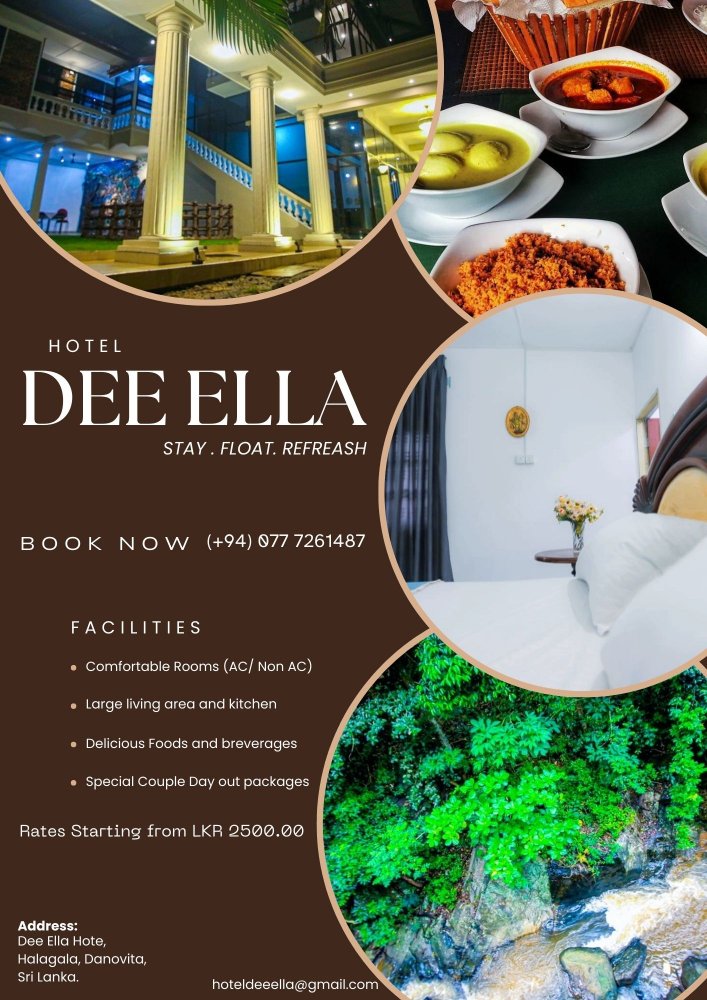 HOTEL
DEE ELLA
STAY . FLOAT. REFREASH
BOOK NOW (+94) 077 7261487
FACILITIES
Comfortable Rooms (AC/ Non AC)
Large living area and kitchen
Delicious Foods and breverages
Special Couple Day out packages
Rates Starting from LKR 2500.00
Address:
Dee Ella Hote,
Halagala, Danovita,
Sri Lanka.
hoteldeeella@gmail.com